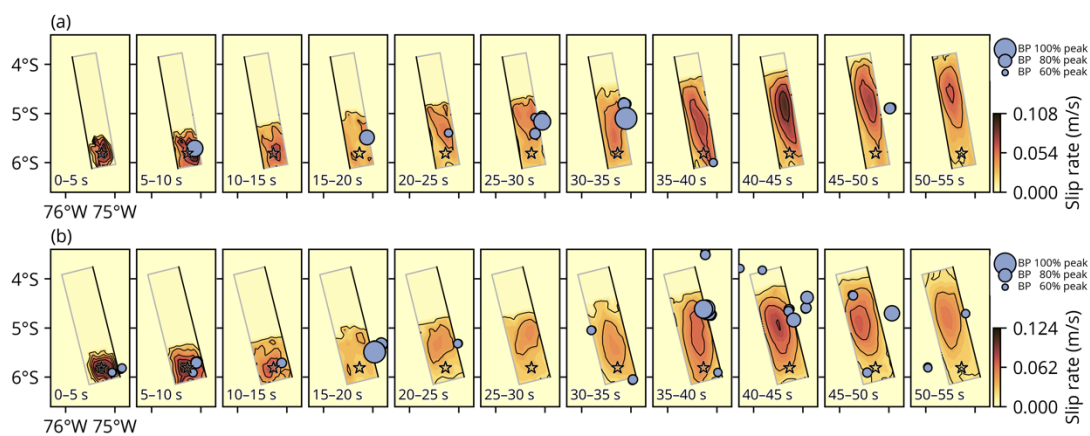 (a)
BP 100% peak
BP 80% peak
BP 60% peak
4°S
5°S
6°S
0–5 s
5–10 s
10–15 s
15–20 s
20–25 s
25–30 s
30–35 s
35–40 s
40–45 s
45–50 s
50–55 s
0.108
0.054
0.000
Slip rate (m/s)
76°W 75°W
(b)
BP 100% peak
BP 80% peak
BP 60% peak
4°S
5°S
6°S
0–5 s
5–10 s
10–15 s
15–20 s
20–25 s
25–30 s
30–35 s
35–40 s
40–45 s
45–50 s
50–55 s
0.124
0.062
0.000
Slip rate (m/s)
76°W 75°W